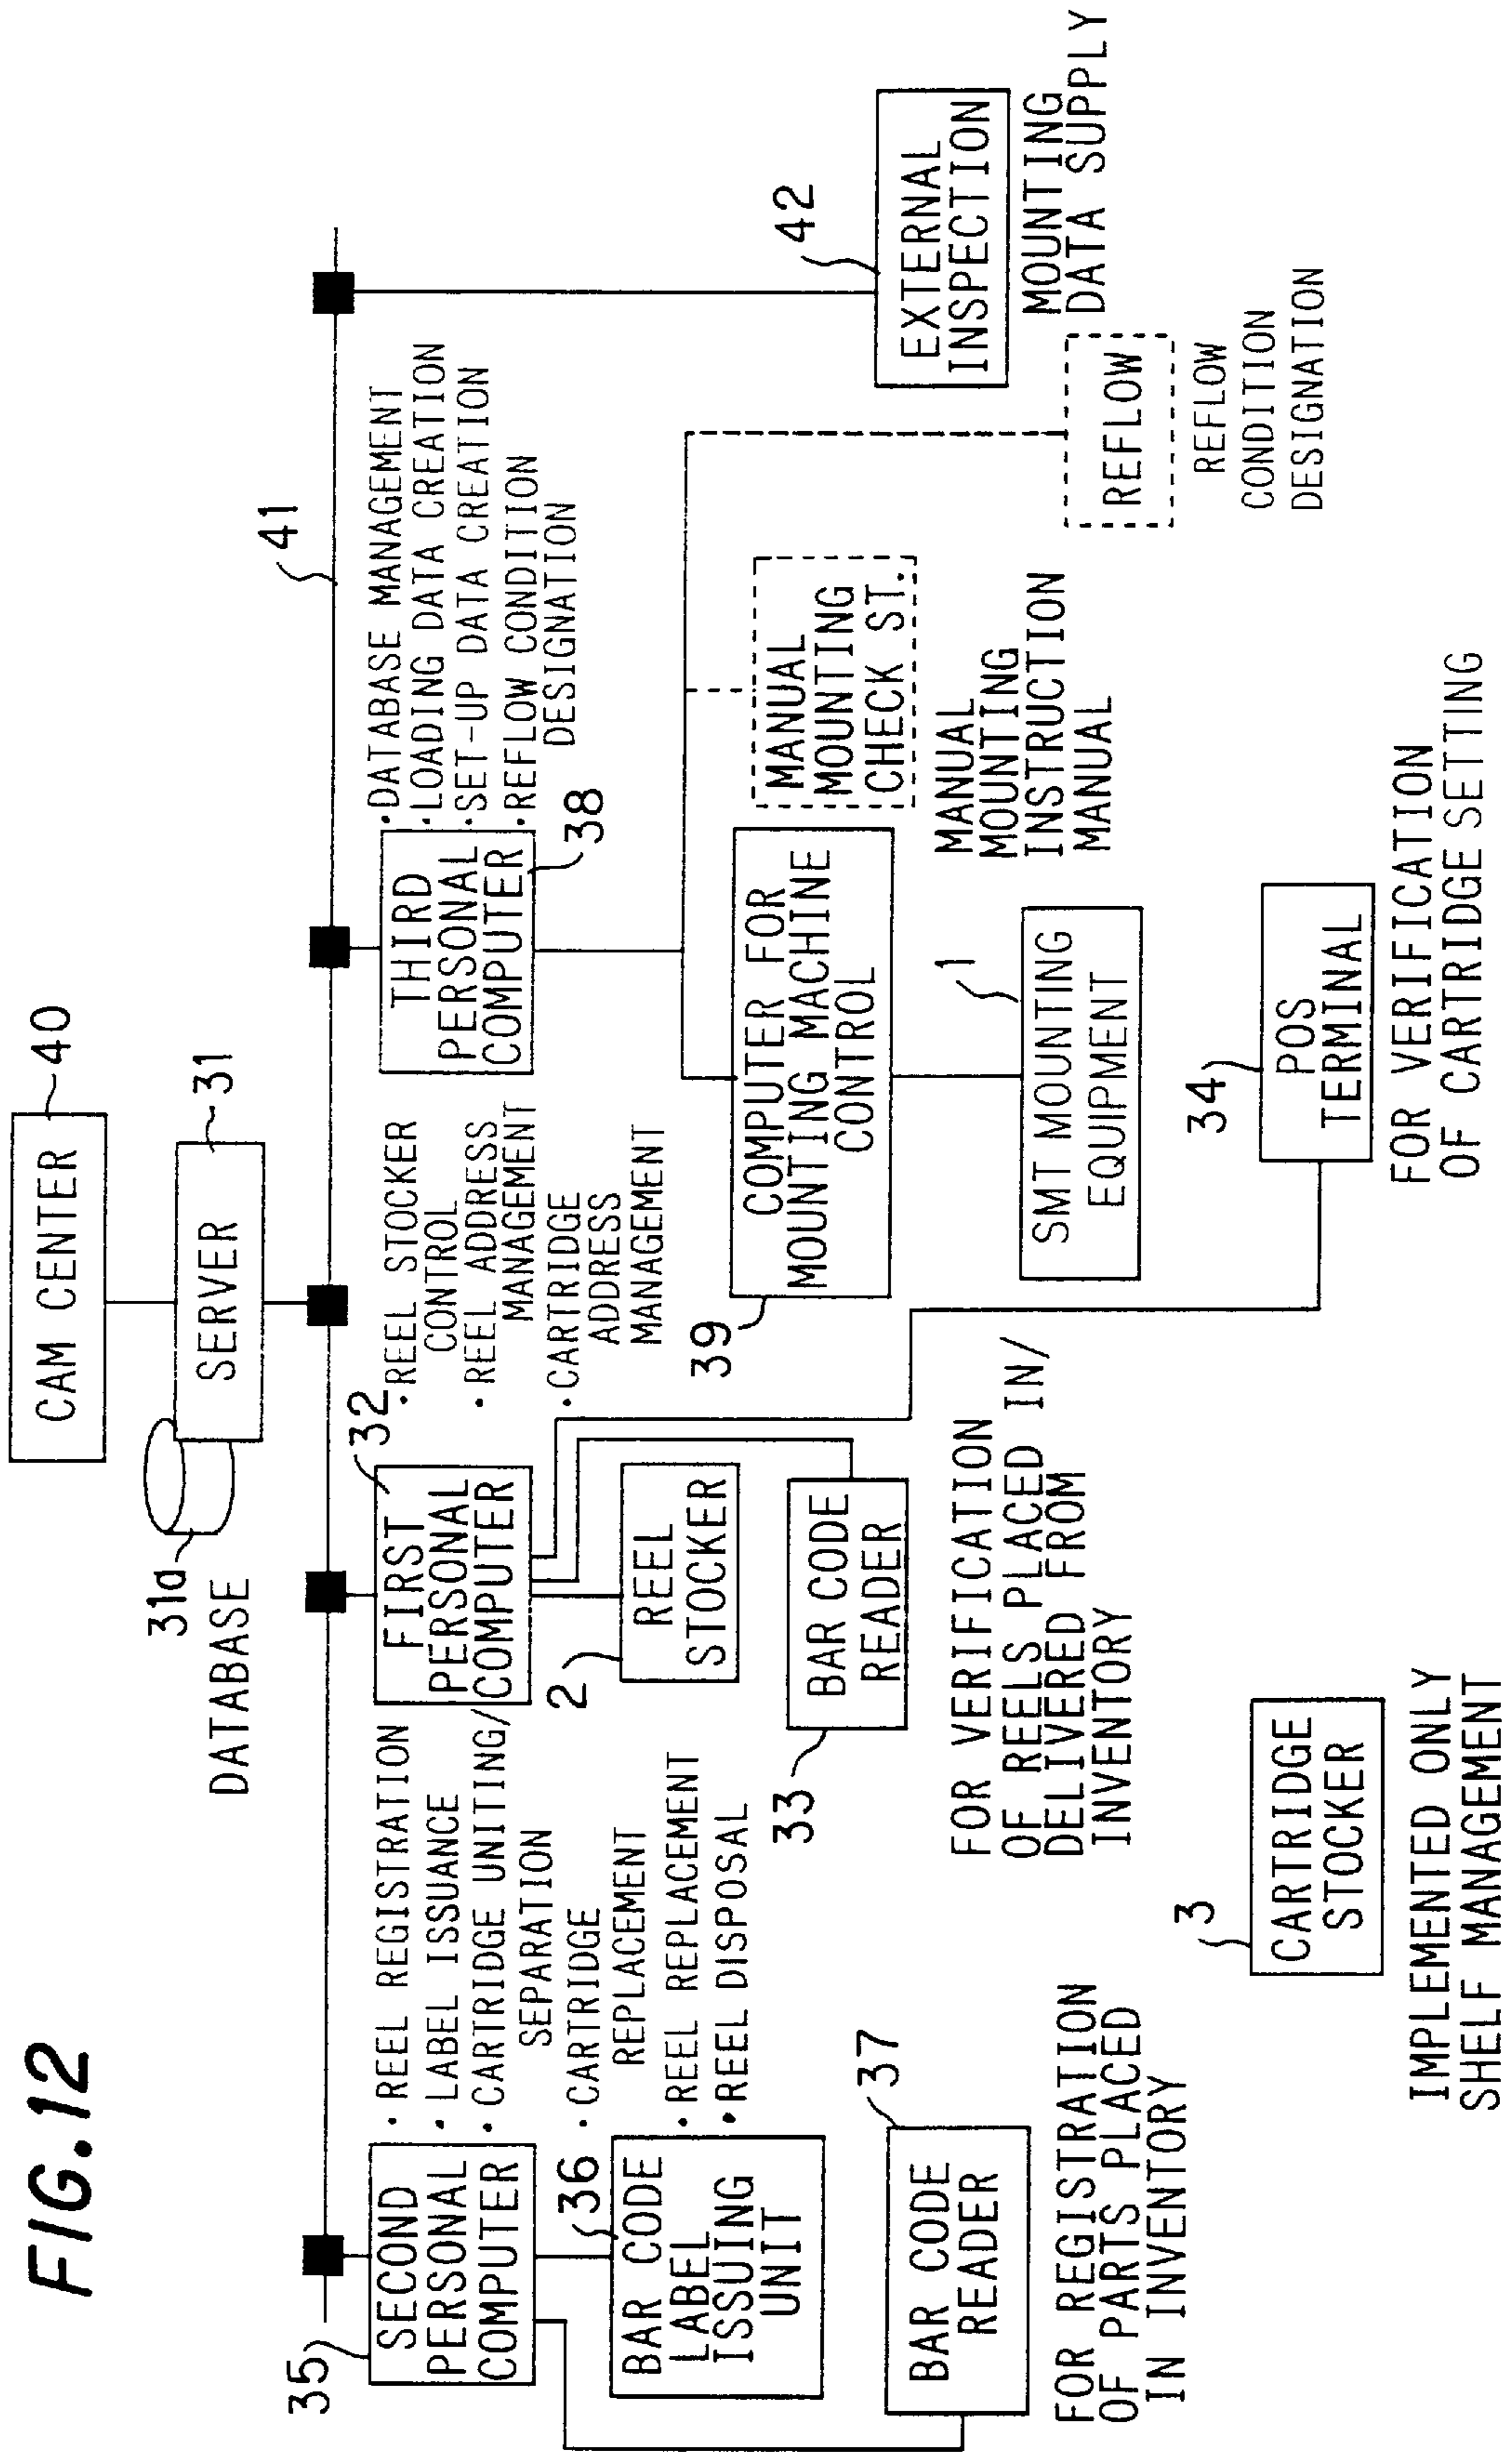 FIG.12
CAM CENTER
40
SERVER
31
31a
DATABASE
41
35
SECOND
PERSONAL
COMPUTER
• REEL REGISTRATION
• LABEL ISSUANCE
• CARTRIDGE UNITING/
SEPARATION
• CARTRIDGE
REPLACEMENT
• REEL REPLACEMENT
• REEL DISPOSAL
36
BAR CODE
LABEL
ISSUING
UNIT
37
BAR CODE
READER
FOR REGISTRATION
OF PARTS PLACED
IN INVENTORY
32
FIRST
PERSONAL
COMPUTER
• REEL STOCKER
CONTROL
• REEL ADDRESS
MANAGEMENT
• CARTRIDGE
ADDRESS
MANAGEMENT
2
REEL
STOCKER
33
BAR CODE
READER
FOR VERIFICATION
OF REELS PLACED IN/
DELIVERED FROM
INVENTORY
3
CARTRIDGE
STOCKER
IMPLEMENTED ONLY
SHELF MANAGEMENT
THIRD
PERSONAL
COMPUTER
38
• DATABASE MANAGEMENT
• LOADING DATA CREATION
• SET-UP DATA CREATION
• REFLOW CONDITION
DESIGNATION
39
COMPUTER FOR
MOUNTING MACHINE
CONTROL
1
SMT MOUNTING
EQUIPMENT
34
POS
TERMINAL
FOR VERIFICATION
OF CARTRIDGE SETTING
MANUAL
MOUNTING
CHECK ST.
MANUAL
MOUNTING
INSTRUCTION
MANUAL
REFLOW
REFLOW
CONDITION
DESIGNATION
42
EXTERNAL
INSPECTION
MOUNTING
DATA SUPPLY